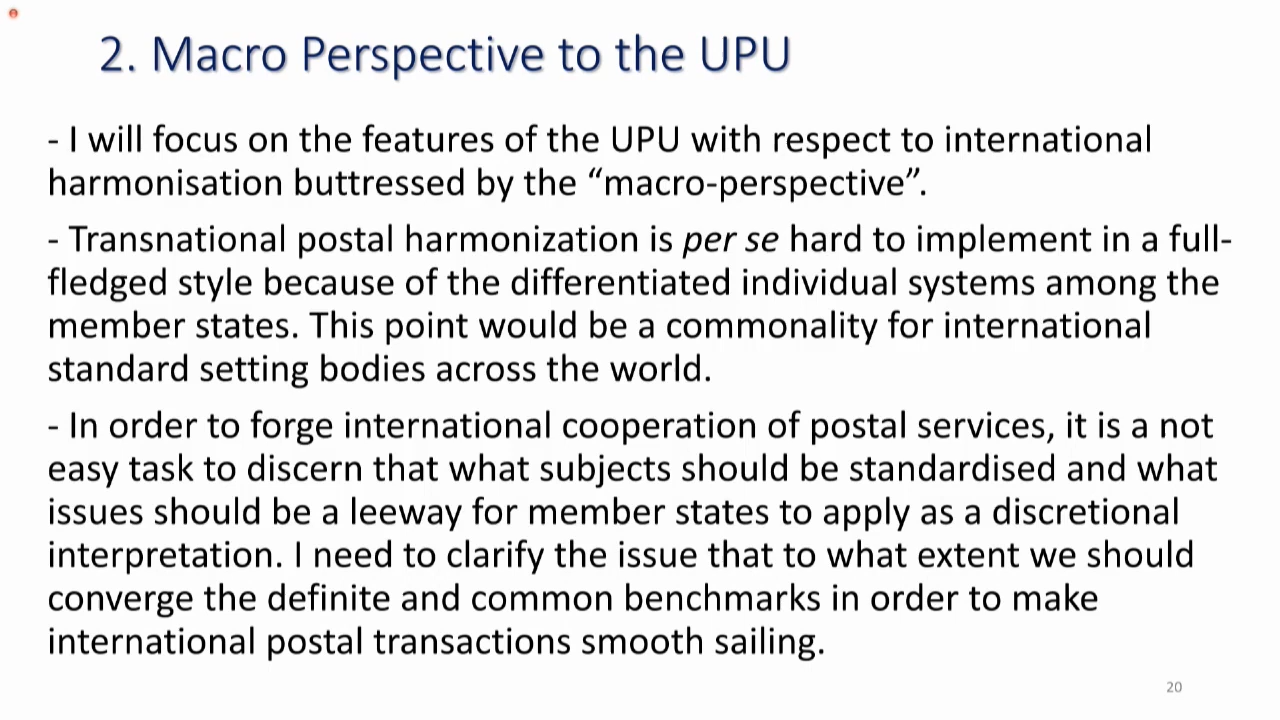 2. Macro Perspective to the UPU
- I will focus on the features of the UPU with respect to international
harmonisation buttressed by the “macro-perspective”.
- Transnational postal harmonization is per se hard to implement in a full-
fledged style because of the differentiated individual systems among the
member states. This point would be a commonality for international
standard setting bodies across the world.
- In order to forge international cooperation of postal services, it is a not
easy task to discern that what subjects should be standardised and what
issues should be a leeway for member states to apply as a discretional
interpretation. I need to clarify the issue that to what extent we should
converge the definite and common benchmarks in order to make
international postal transactions smooth sailing.
20